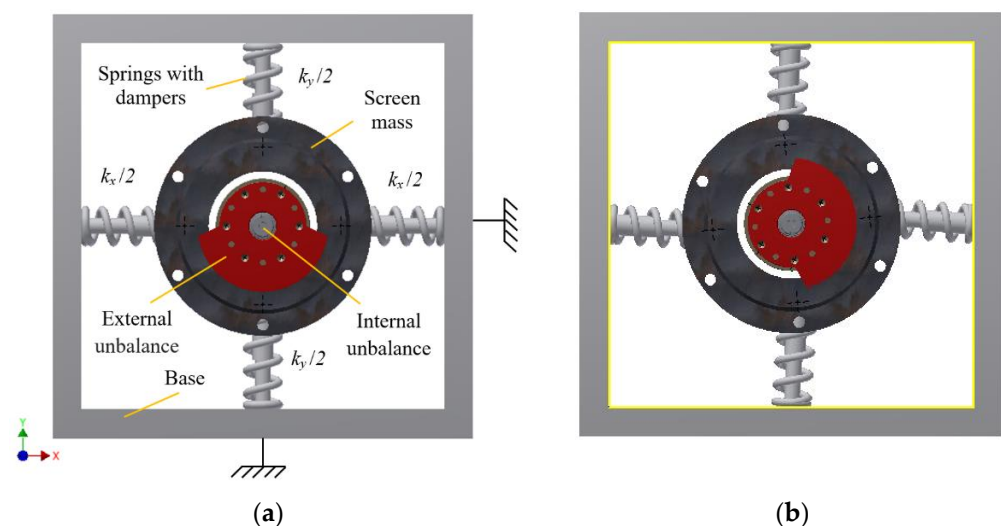 Springs with
dampers
k_y/2
Screen
mass
k_x/2
k_x/2
External
unbalance
Internal
unbalance
k_y/2
Base
Y
X
(a)
(b)